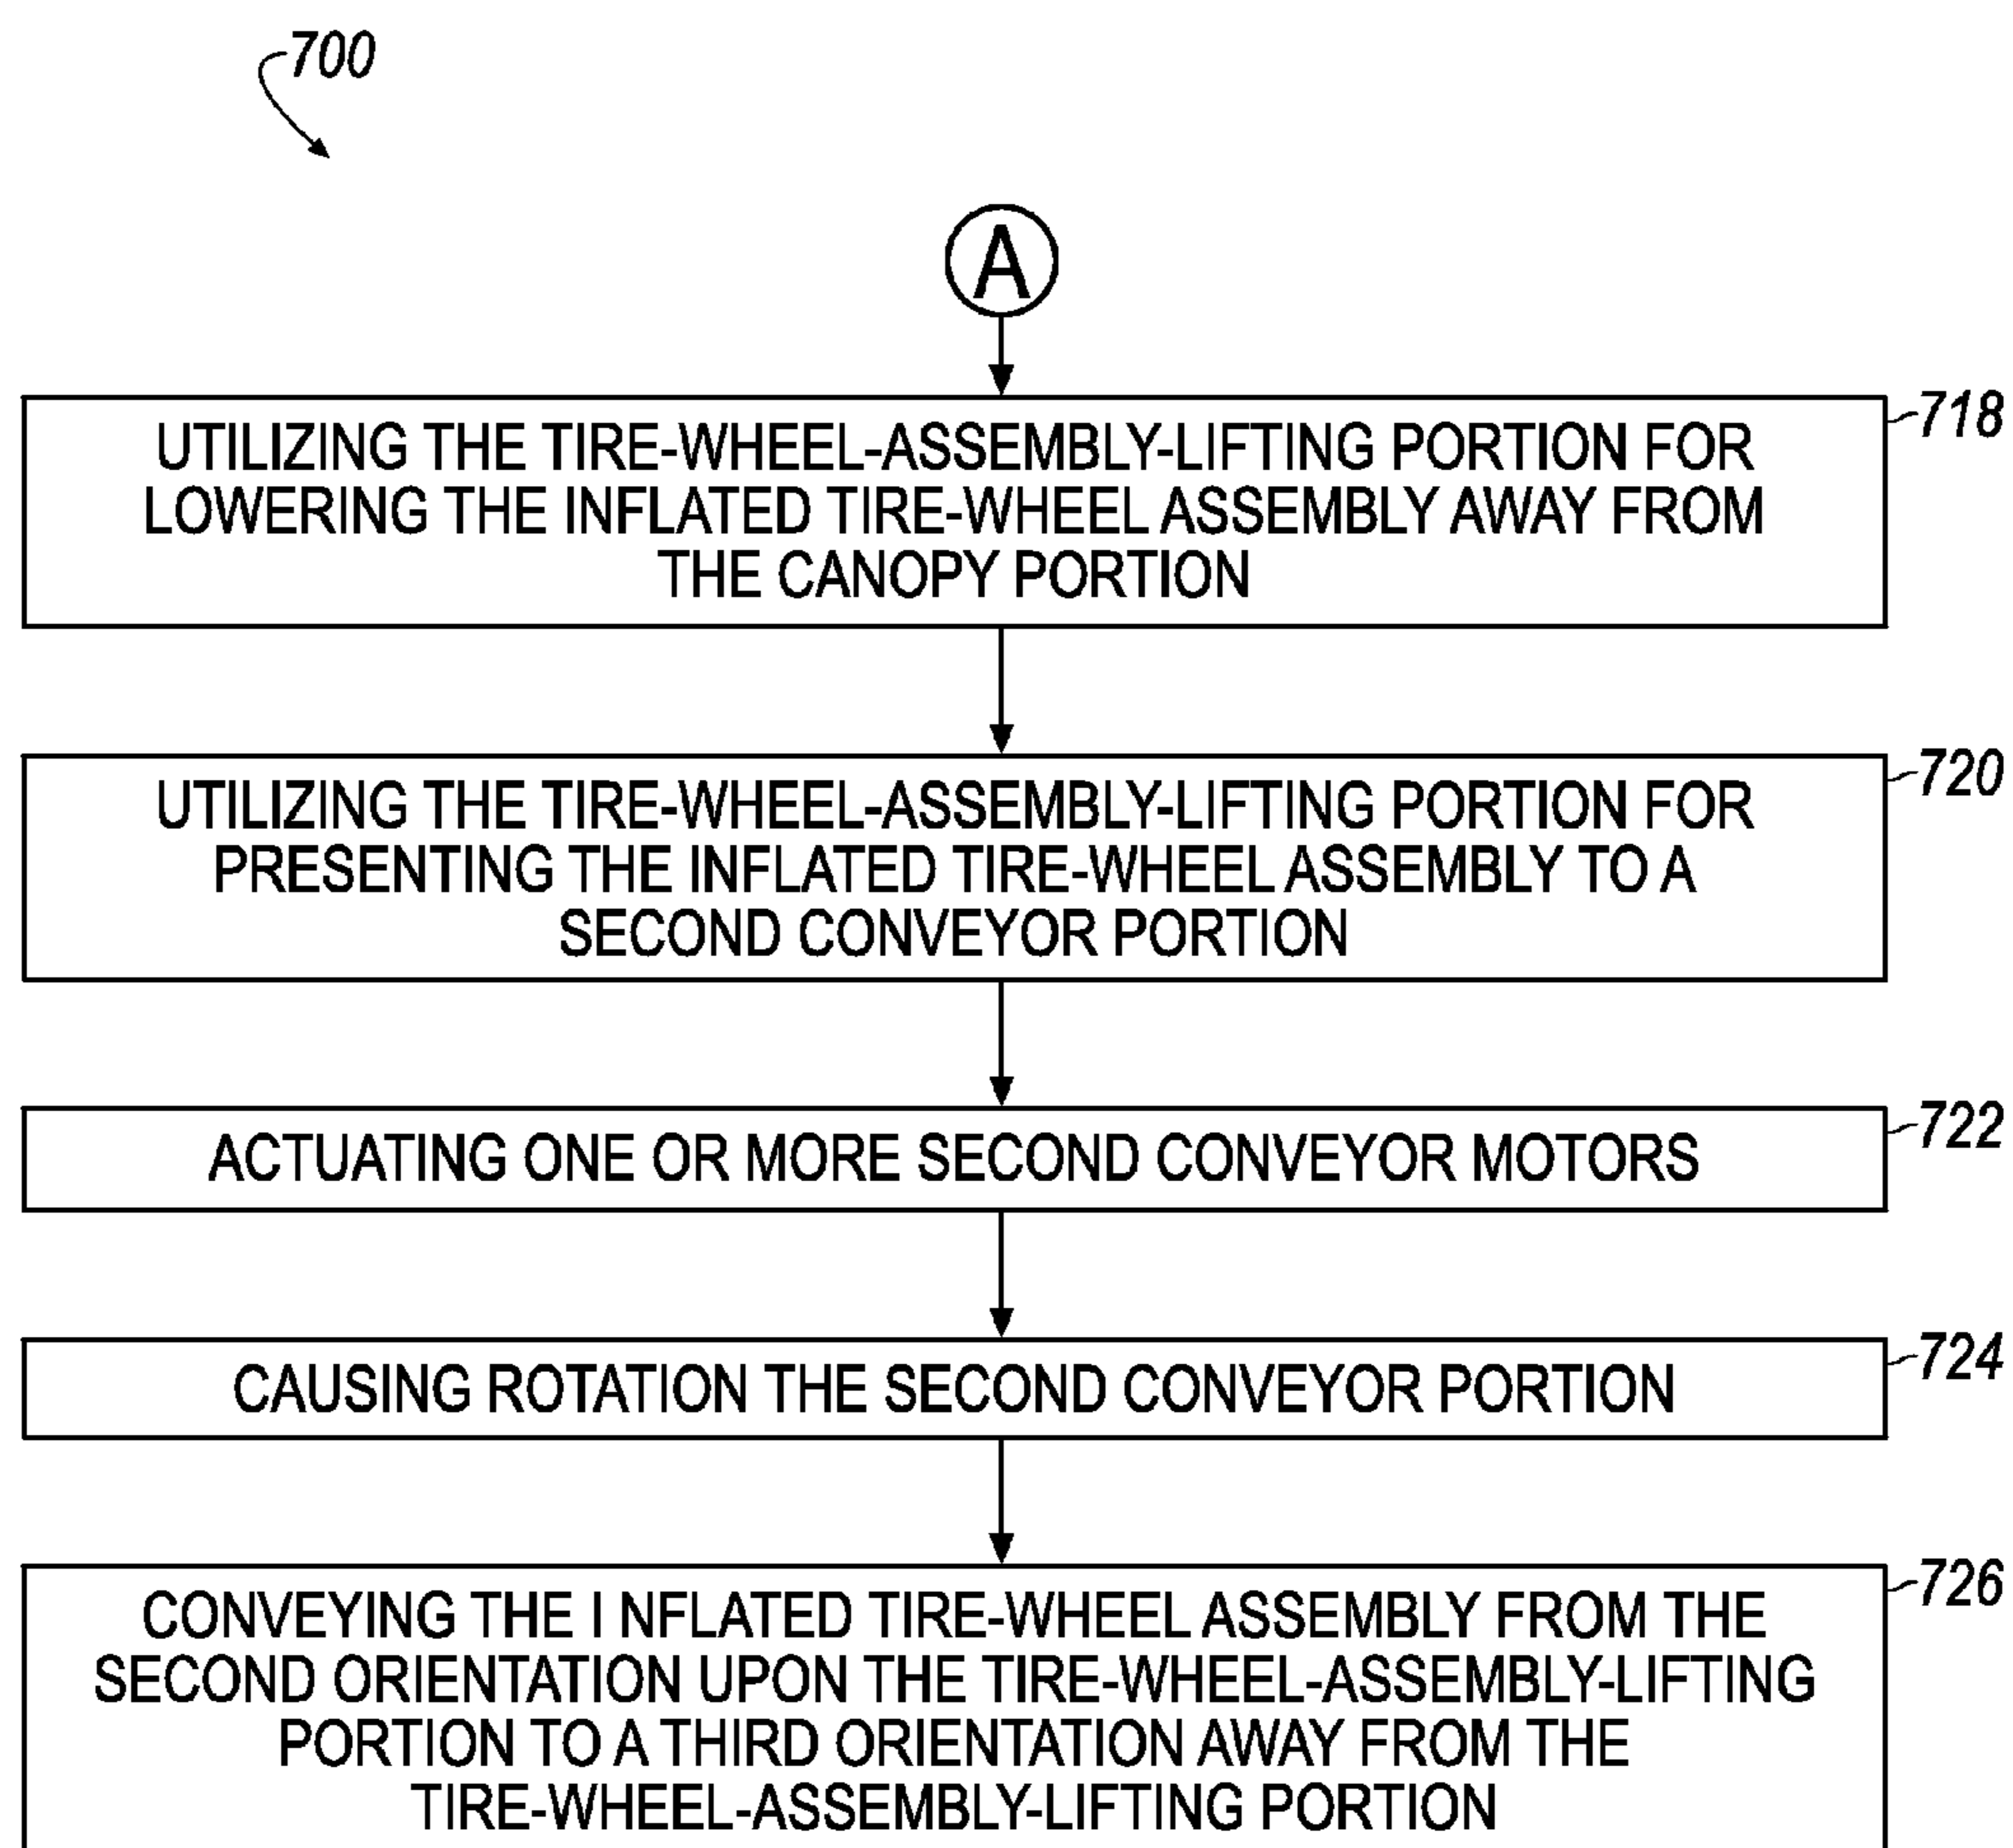 700
A
718
UTILIZING THE TIRE-WHEEL-ASSEMBLY-LIFTING PORTION FOR
LOWERING THE INFLATED TIRE-WHEEL ASSEMBLY AWAY FROM
THE CANOPY PORTION
720
UTILIZING THE TIRE-WHEEL-ASSEMBLY-LIFTING PORTION FOR
PRESENTING THE INFLATED TIRE-WHEEL ASSEMBLY TO A
SECOND CONVEYOR PORTION
722
ACTUATING ONE OR MORE SECOND CONVEYOR MOTORS
724
CAUSING ROTATION THE SECOND CONVEYOR PORTION
726
CONVEYING THE I NFLATED TIRE-WHEEL ASSEMBLY FROM THE
SECOND ORIENTATION UPON THE TIRE-WHEEL-ASSEMBLY-LIFTING
PORTION TO A THIRD ORIENTATION AWAY FROM THE
TIRE-WHEEL-ASSEMBLY-LIFTING PORTION